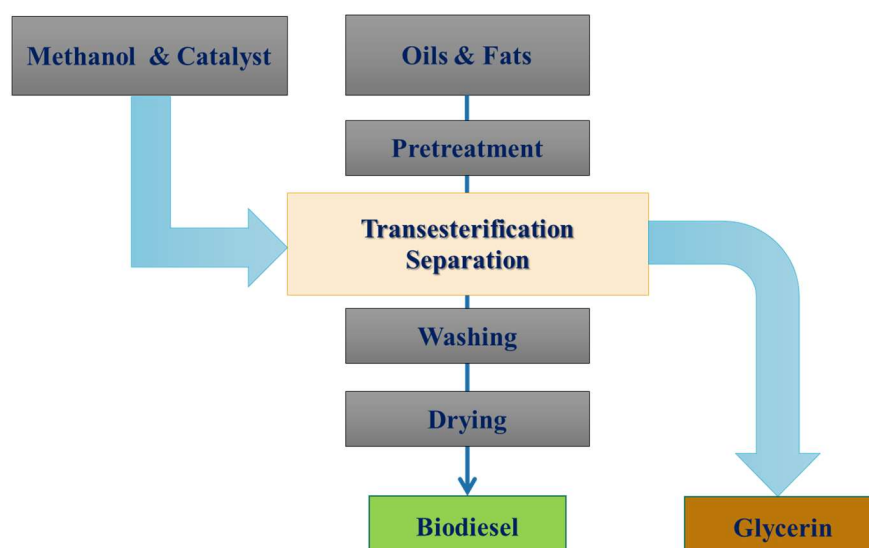 Methanol & Catalyst
Oils & Fats
Pretreatment
Transesterification
Separation
Washing
Drying
Biodiesel
Glycerin